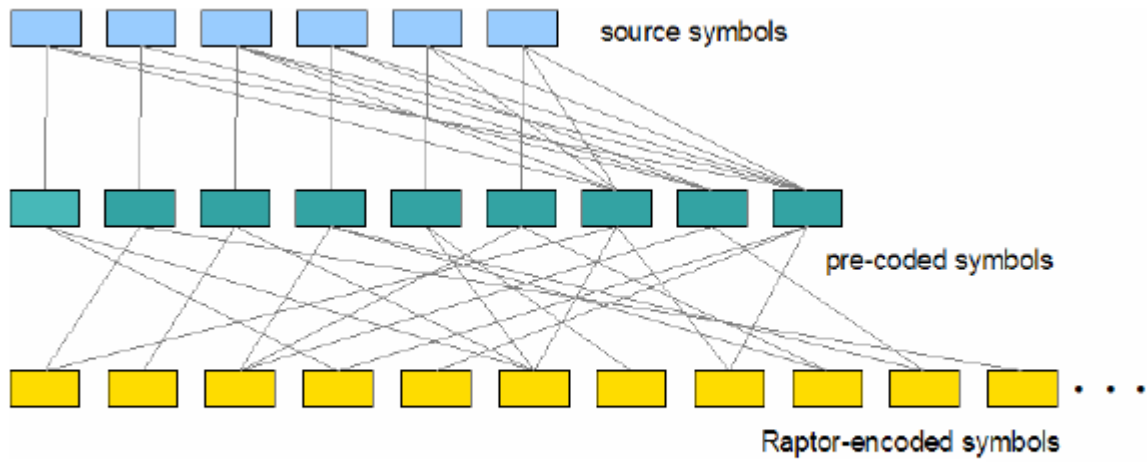 source symbols
pre-coded symbols
Raptor-encoded symbols